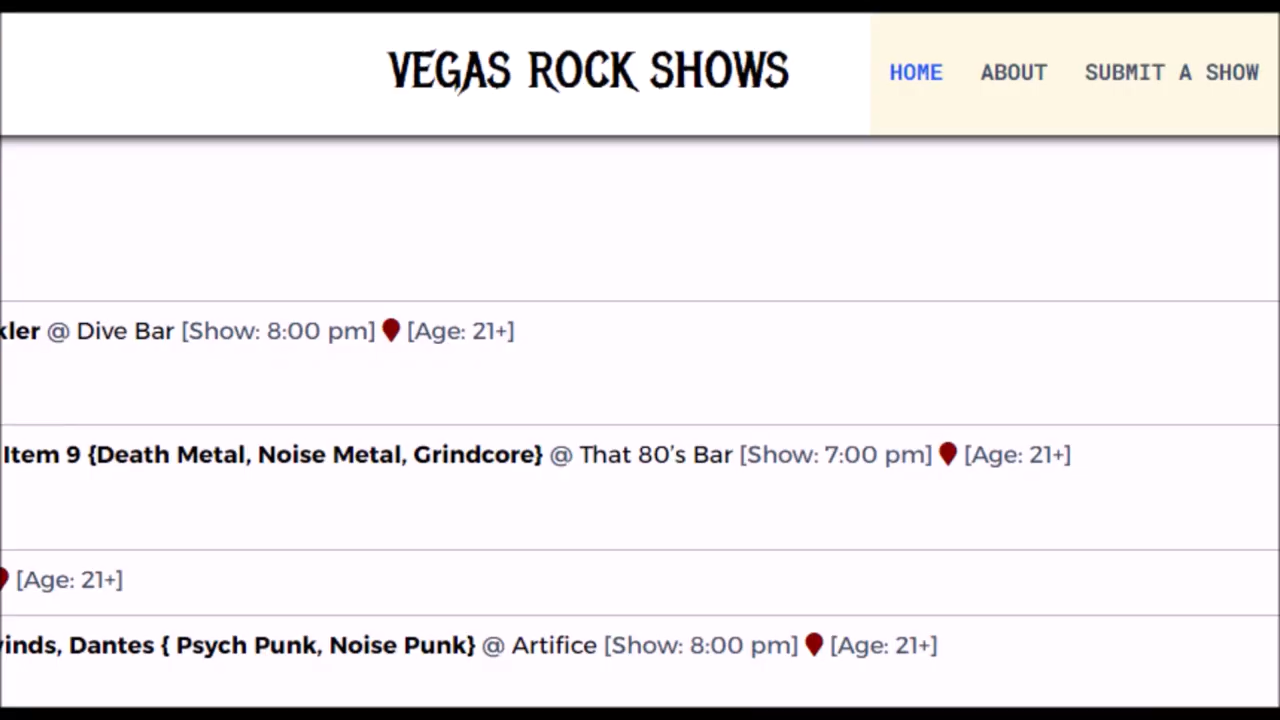 VEGAS ROCK SHOWS
HOME ABOUT SUBMIT A SHOW
@ Dive Bar [Show: 8:00 pm] [Age: 21+]
Item 9 {Death Metal, Noise Metal, Grindcore} @ That 80's Bar [Show: 7:00 pm] [Age: 21+]
[Age: 21+]
Dantes { Psych Punk, Noise Punk} @ Artifice [Show: 8:00 pm] [Age: 21+]